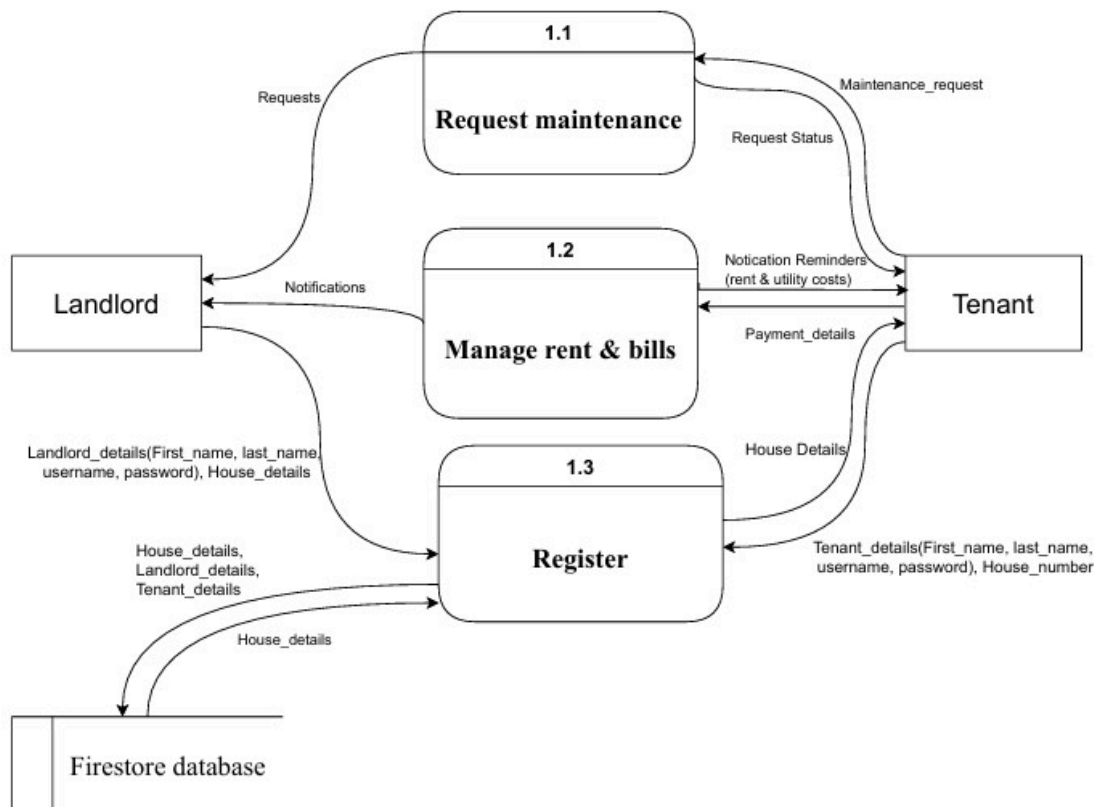 1.1
Request maintenance
Requests
Maintenance_request
Request Status
1.2
Manage rent & bills
Landlord
Notifications
Notication Reminders
(rent & utility costs)
Tenant
Payment_details
Landlord_details(First_name, last_name,
username, password), House_details
House Details
1.3
Register
Tenant_details(First_name, last_name,
username, password), House_number
House_details,
Landlord_details,
Tenant_details
House_details
Firestore database